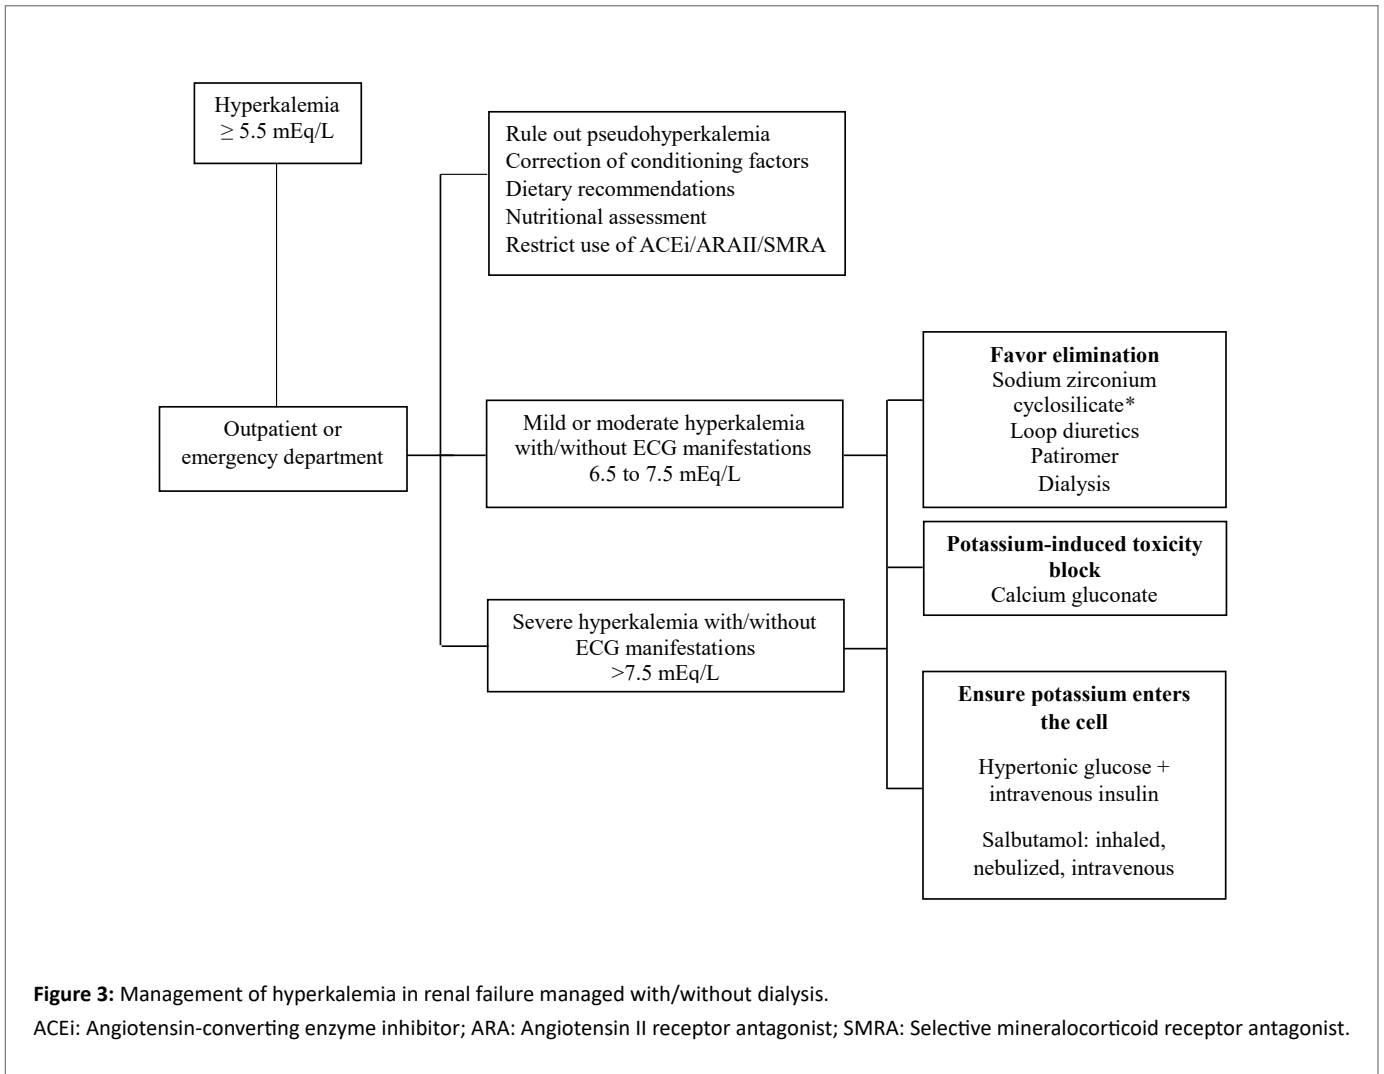 Hyperkalemia
≥ 5.5 mEq/L
Outpatient or
emergency department
Rule out pseudohyperkalemia
Correction of conditioning factors
Dietary recommendations
Nutritional assessment
Restrict use of ACEi/ARAII/SMRA
Mild or moderate hyperkalemia
with/without ECG manifestations
6.5 to 7.5 mEq/L
Severe hyperkalemia with/without
ECG manifestations
>7.5 mEq/L
Favor elimination
Sodium zirconium
cyclosilicate*
Loop diuretics
Patiromer
Dialysis
Potassium-induced toxicity
block
Calcium gluconate
Ensure potassium enters
the cell
Hypertonic glucose +
intravenous insulin
Salbutamol: inhaled,
nebulized, intravenous
Figure 3: Management of hyperkalemia in renal failure managed with/without dialysis.
ACEi: Angiotensin-converting enzyme inhibitor; ARA: Angiotensin II receptor antagonist; SMRA: Selective mineralocorticoid receptor antagonist.